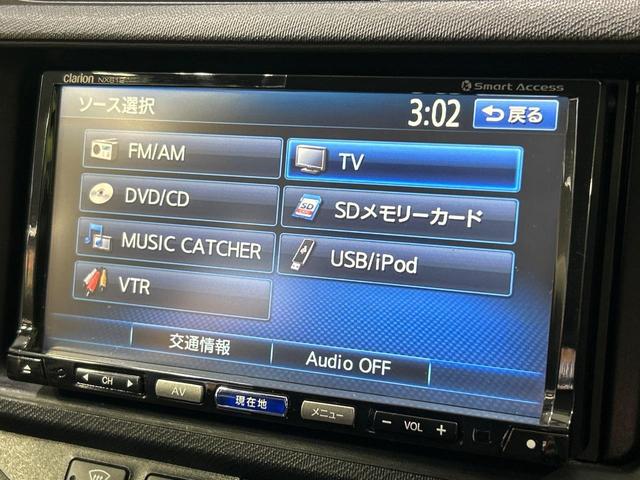 Clarion
Smart Access
ソース選択
3:02
戻る
FM/AM
TV
DVD/CD
SD
SDメモリーカード
MUSIC CATCHER
USB/iPod
VTR
交通情報
Audio OFF
CH
AV
現在地
メニュー
− VOL +